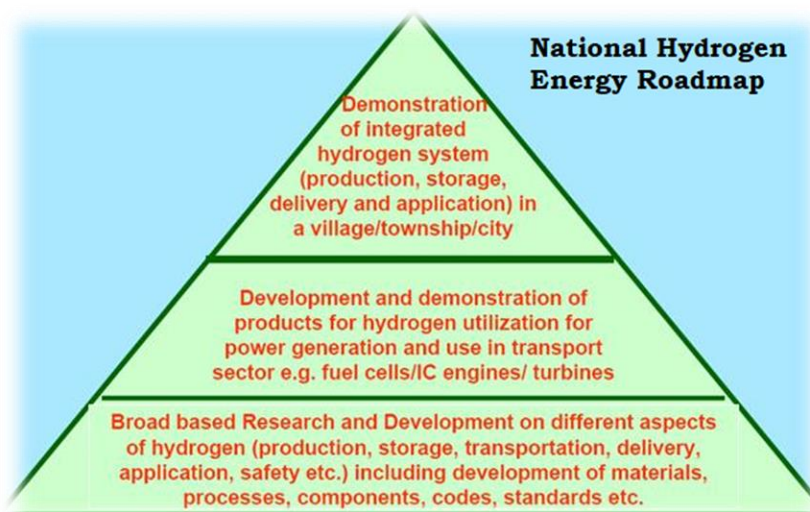 National Hydrogen
Energy Roadmap
Demonstration
of integrated
hydrogen system
(production, storage,
delivery and application) in
a village/township/city
Development and demonstration of
products for hydrogen utilization for
power generation and use in transport
sector e.g. fuel cells/IC engines/ turbines
Broad based Research and Development on different aspects
of hydrogen (production, storage, transportation, delivery,
application, safety etc.) including development of materials,
processes, components, codes, standards etc.